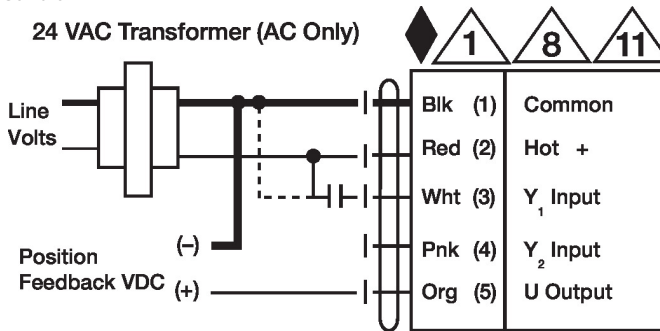 24 VAC Transformer (AC Only)
1 8 11
Line
Volts
Blk (1) Common
Red (2) Hot +
Wht (3) Y1 Input
Pnk (4) Y2 Input
Org (5) U Output
Position
Feedback VDC
(–)
(+)